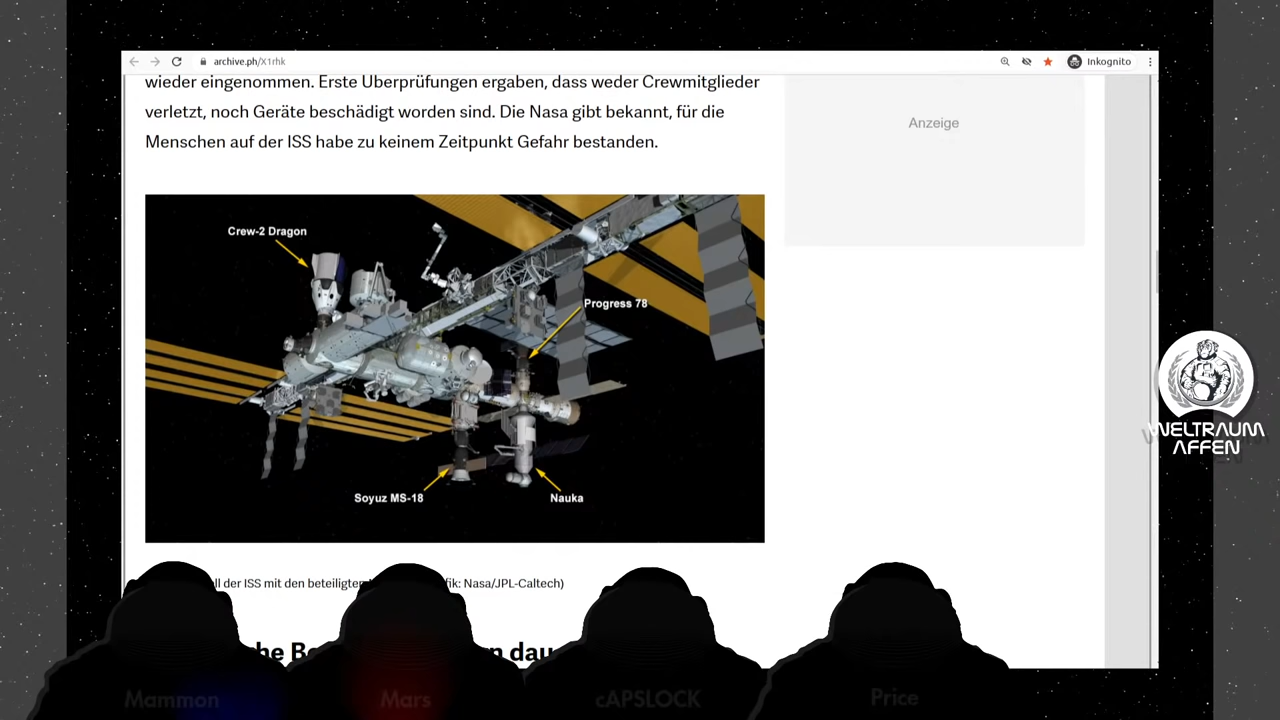 archive.ph/X1rhk
Inkognito
wieder eingenommen. Erste Überprüfungen ergaben, dass weder Crewmitglieder
verletzt, noch Geräte beschädigt worden sind. Die Nasa gibt bekannt, für die
Menschen auf der ISS habe zu keinem Zeitpunkt Gefahr bestanden.
Anzeige
Crew-2 Dragon
Progress 78
Soyuz MS-18
Nauka
WELTRAUM
AFFEN
der ISS mit den beteiligten
Nasa/JPL-Caltech)
Mammon
Mars
cAPSLOCK
Price